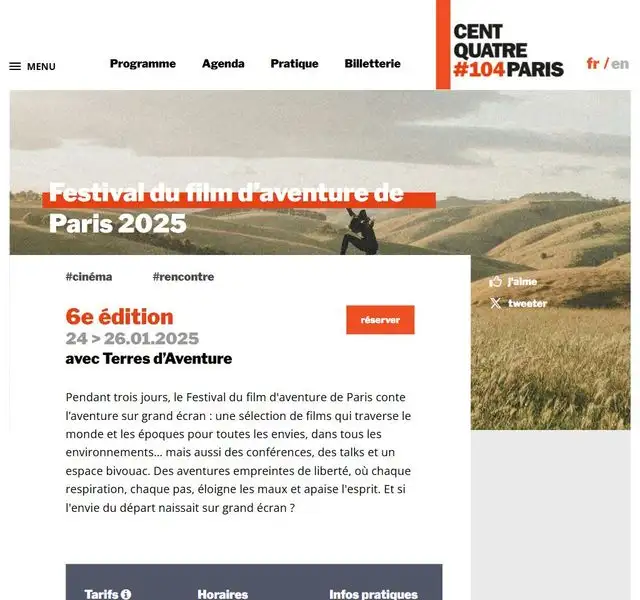 MENU
Programme
Agenda
Pratique
Billetterie
CENT
QUATRE
#104PARIS
fr / en
Festival du film d'aventure de
Paris 2025
#cinéma
#rencontre
j'aime
tweeter
6e édition
réserver
24 > 26.01.2025
avec Terres d'Aventure
Pendant trois jours, le Festival du film d'aventure de Paris conte
l'aventure sur grand écran : une sélection de films qui traverse le
monde et les époques pour toutes les envies, dans tous les
environnements... mais aussi des conférences, des talks et un
espace bivouac. Des aventures empreintes de liberté, où chaque
respiration, chaque pas, éloigne les maux et apaise l'esprit. Et si
l'envie du départ naissait sur grand écran ?
Tarifs
Horaires
Infos pratiques